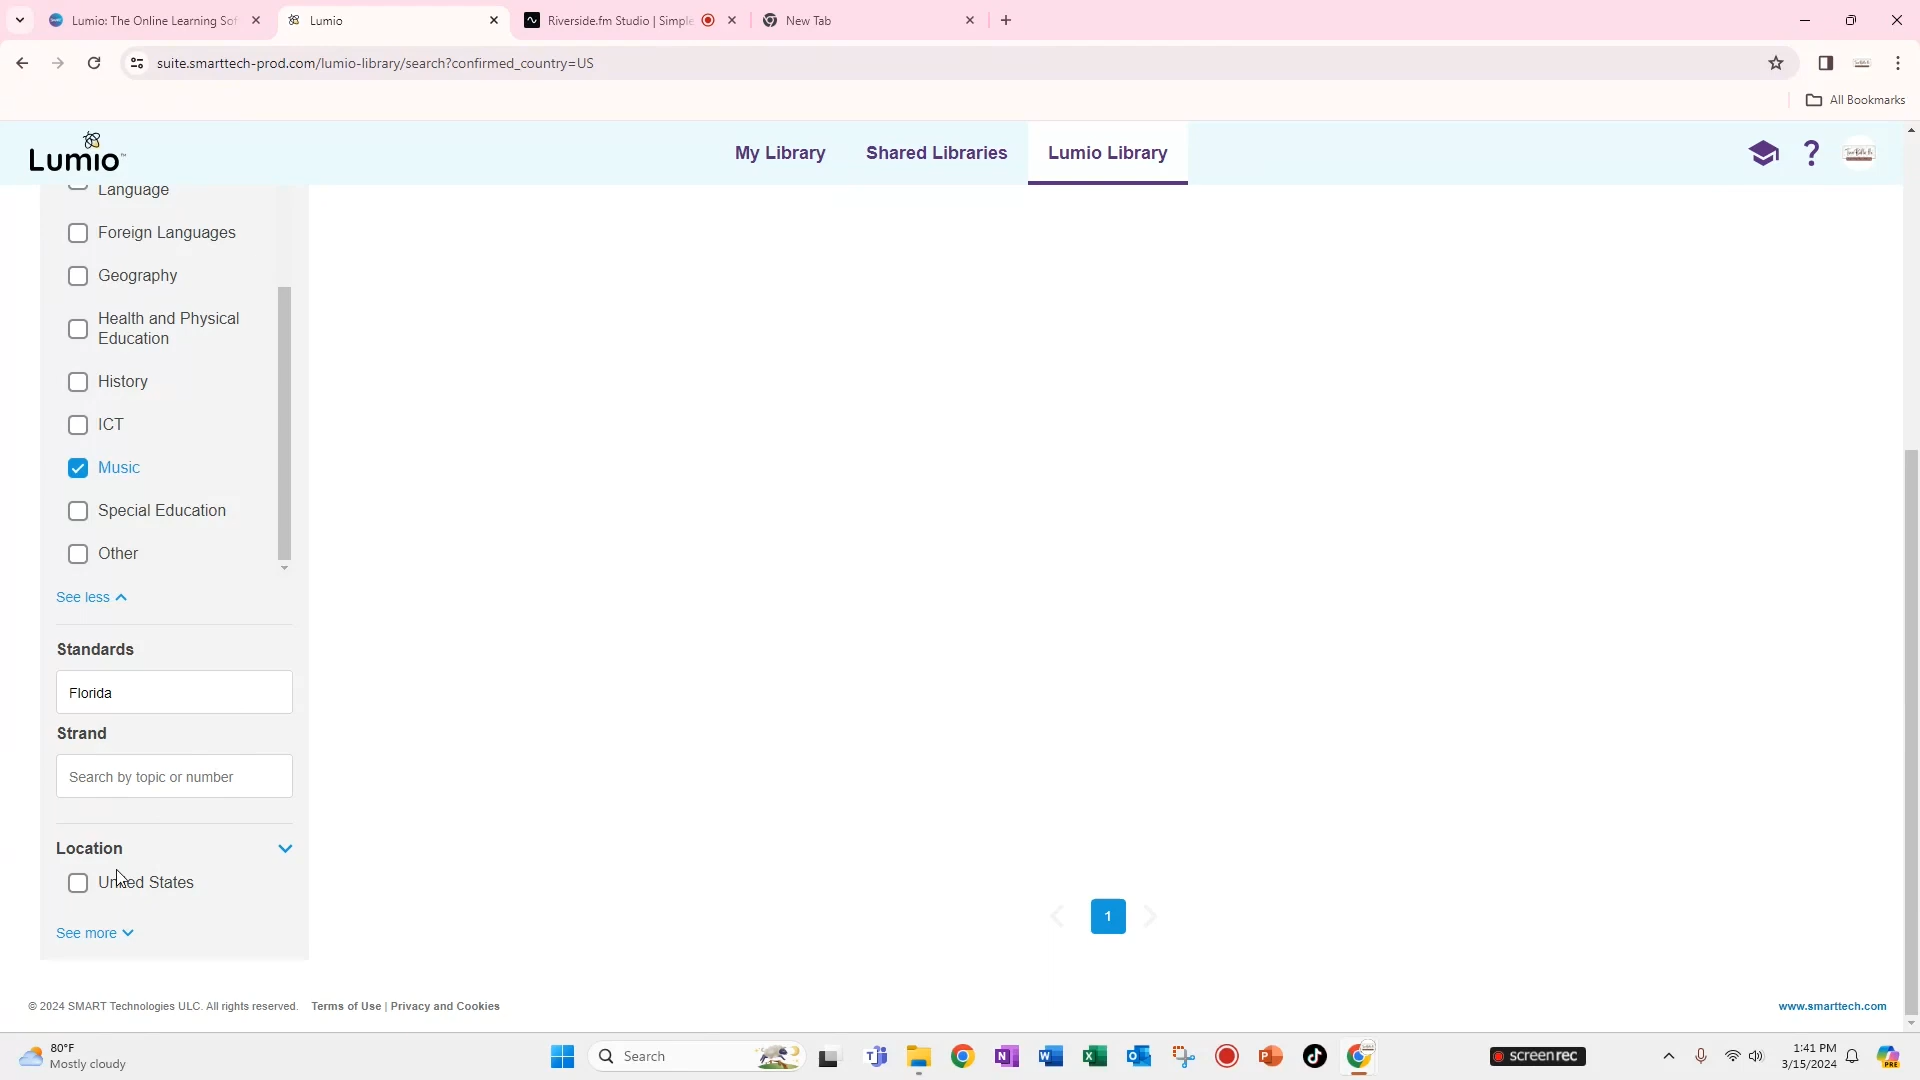 Lumio: The Online Learning Sof
Lumio
Riverside.fm Studio | Simple
New Tab
suite.smarttech-prod.com/lumio-library/search?confirmed_country=US
All Bookmarks
Lumio
My Library
Shared Libraries
Lumio Library
?
Language
Foreign Languages
Geography
Health and Physical
Education
History
ICT
Music
Special Education
Other
See less
Standards
Florida
Strand
Search by topic or number
Location
United States
See more
1
© 2024 SMART Technologies ULC. All rights reserved.
Terms of Use | Privacy and Cookies
www.smarttech.com
80°F
Mostly cloudy
Search
screenrec
1:41 PM
3/15/2024